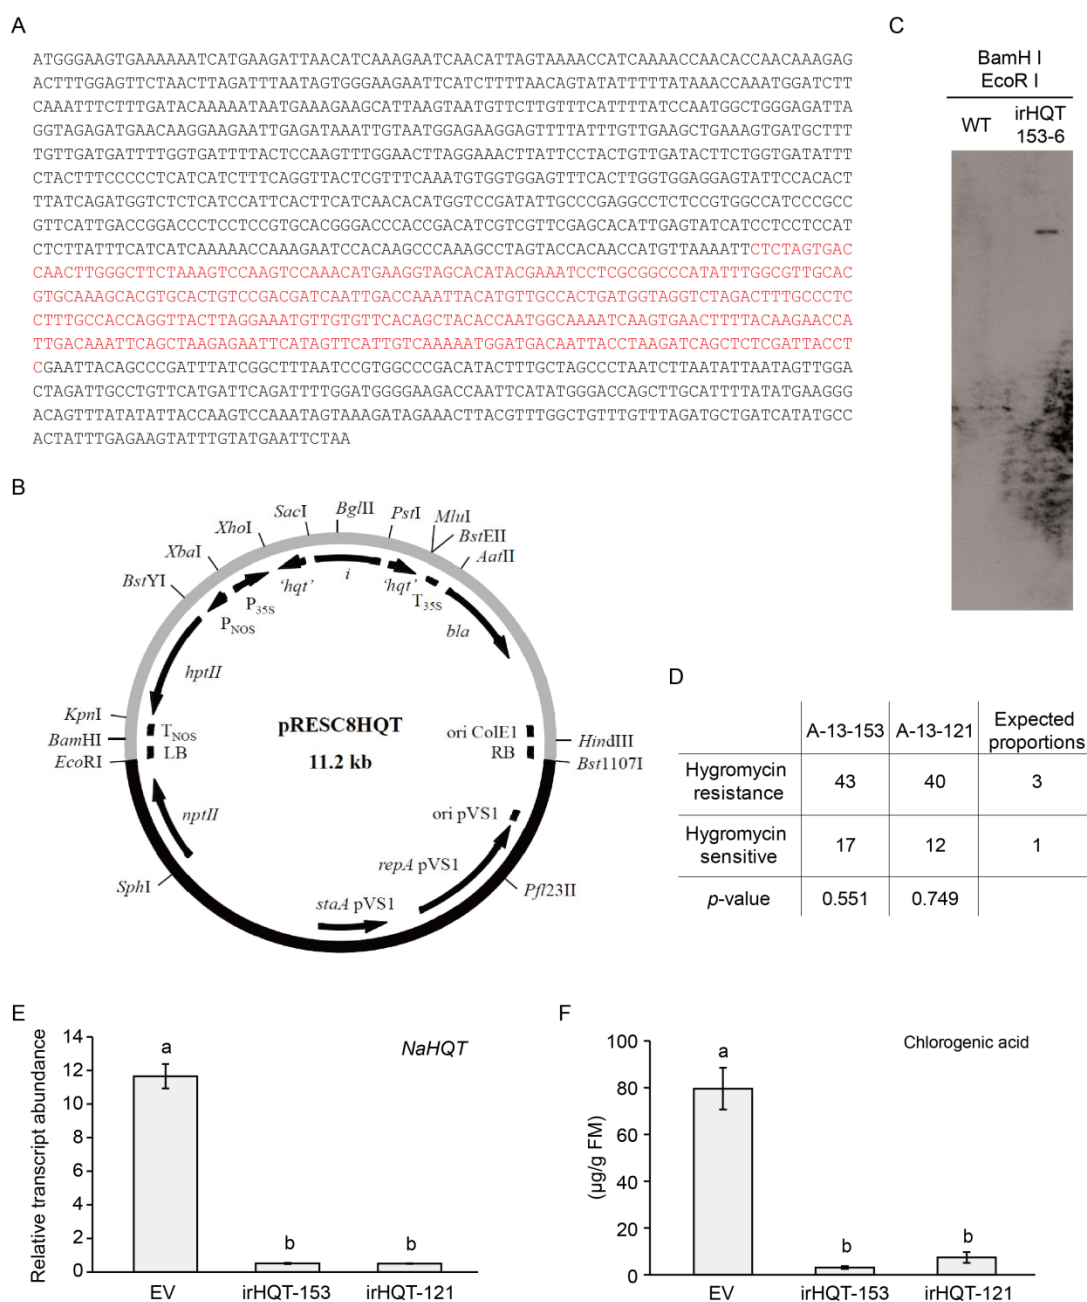 A
ATGGGAAGTGAAAAAATCATGAAGATTAACATCAAAGAATCAACATTAGTAAAACCATCAAAACCAACACCAACAAAGAG
ACTTTGGAGTTCTAACTTAGATTTAATAGTGGGAAGAATTCATCTTTTAACAGTATATTTTTATAAACCAAATGGATCTT
CAAATTTCTTTGATACAAAAATAATGAAAGAAGCATTAAGTAATGTTCTTGTTTCATTTTATCCAATGGCTGGGAGATTA
GGTAGAGATGAACAAGGAAGAATTGAGATAAATTGTAATGGAGAAGGAGTTTTATTTGTTGAAGCTGAAAGTGATGCTTT
TGTTGATGATTTTGGTGATTTTACTCCAAGTTTGGAACTTAGGAAACTTATTCCTACTGTTGATACTTCTGGTGATATTT
CTACTTTCCCCCTCATCATCTTTCAGGTTACTCGTTTCAAATGTGGTGGAGTTTCACTTGGTGGAGGAGTATTCCACACT
TTATCAGATGGTCTCTCATCCATTCACTTCATCAACACATGGTCCGATATTGCCCGAGGCCTCTCCGTGGCCATCCCGCC
GTTCATTGACCGGACCCTCCTCCGTGCACGGGACCCACCGACATCGTCGTTCGAGCACATTGAGTATCATCCTCCTCCAT
CTCTTATTTCATCATCAAAAACCAAAGAATCCACAAGCCCAAAGCCTAGTACCACAACCATGTTAAAATTCTCTAGTGAC
CAACTTGGGCTTCTAAAGTCCAAGTCCAAACATGAAGGTAGCACATACGAAATCCTCGCGGCCCATATTTGGCGTTGCAC
GTGCAAAGCACGTGCACTGTCCGACGATCAATTGACCAAATTACATGTTGCCACTGATGGTAGGTCTAGACTTTGCCCTC
CTTTGCCACCAGGTTACTTAGGAAATGTTGTGTTCACAGCTACACCAATGGCAAAATCAAGTGAACTTTTACAAGAACCA
TTGACAAATTCAGCTAAGAGAATTCATAGTTCATTGTCAAAAATGGATGACAATTACCTAAGATCAGCTCTCGATTACCT
CGAATTACAGCCCGATTTATCGGCTTTAATCCGTGGCCCGACATACTTTGCTAGCCCTAATCTTAATATTAATAGTTGGA
CTAGATTGCCTGTTCATGATTCAGATTTTGGATGGGGAAGACCAATTCATATGGGACCAGCTTGCATTTTATATGAAGGG
ACAGTTTATATATTACCAAGTCCAAATAGTAAAGATAGAAACTTACGTTTGGCTGTTTGTTTAGATGCTGATCATATGCC
ACTATTTGAGAAGTATTTGTATGAATTCTAA
C
BamH I
EcoR I
WT
irHQT
153-6
B
SacI
BglII
PstI
MluI
BstEII
AatII
XhoI
XbaI
BstYI
'hqt'
i
'hqt'
P35S
T35S
PNOS
bla
hptII
KpnI
BamHI
EcoRI
TNOS
LB
pRESC8HQT
11.2 kb
ori ColE1
RB
HindIII
Bst1107I
nptII
ori pVS1
repA pVS1
staA pVS1
SphI
Pfl23II
D
A-13-153
A-13-121
Expected
proportions
Hygromycin
resistance
43
40
3
Hygromycin
sensitive
17
12
1
p-value
0.551
0.749
E
Relative transcript abundance
14
12
10
8
6
4
2
0
NaHQT
a
b
b
EV
irHQT-153
irHQT-121
F
(µg/g FM)
100
80
60
40
20
0
Chlorogenic acid
a
b
b
EV
irHQT-153
irHQT-121